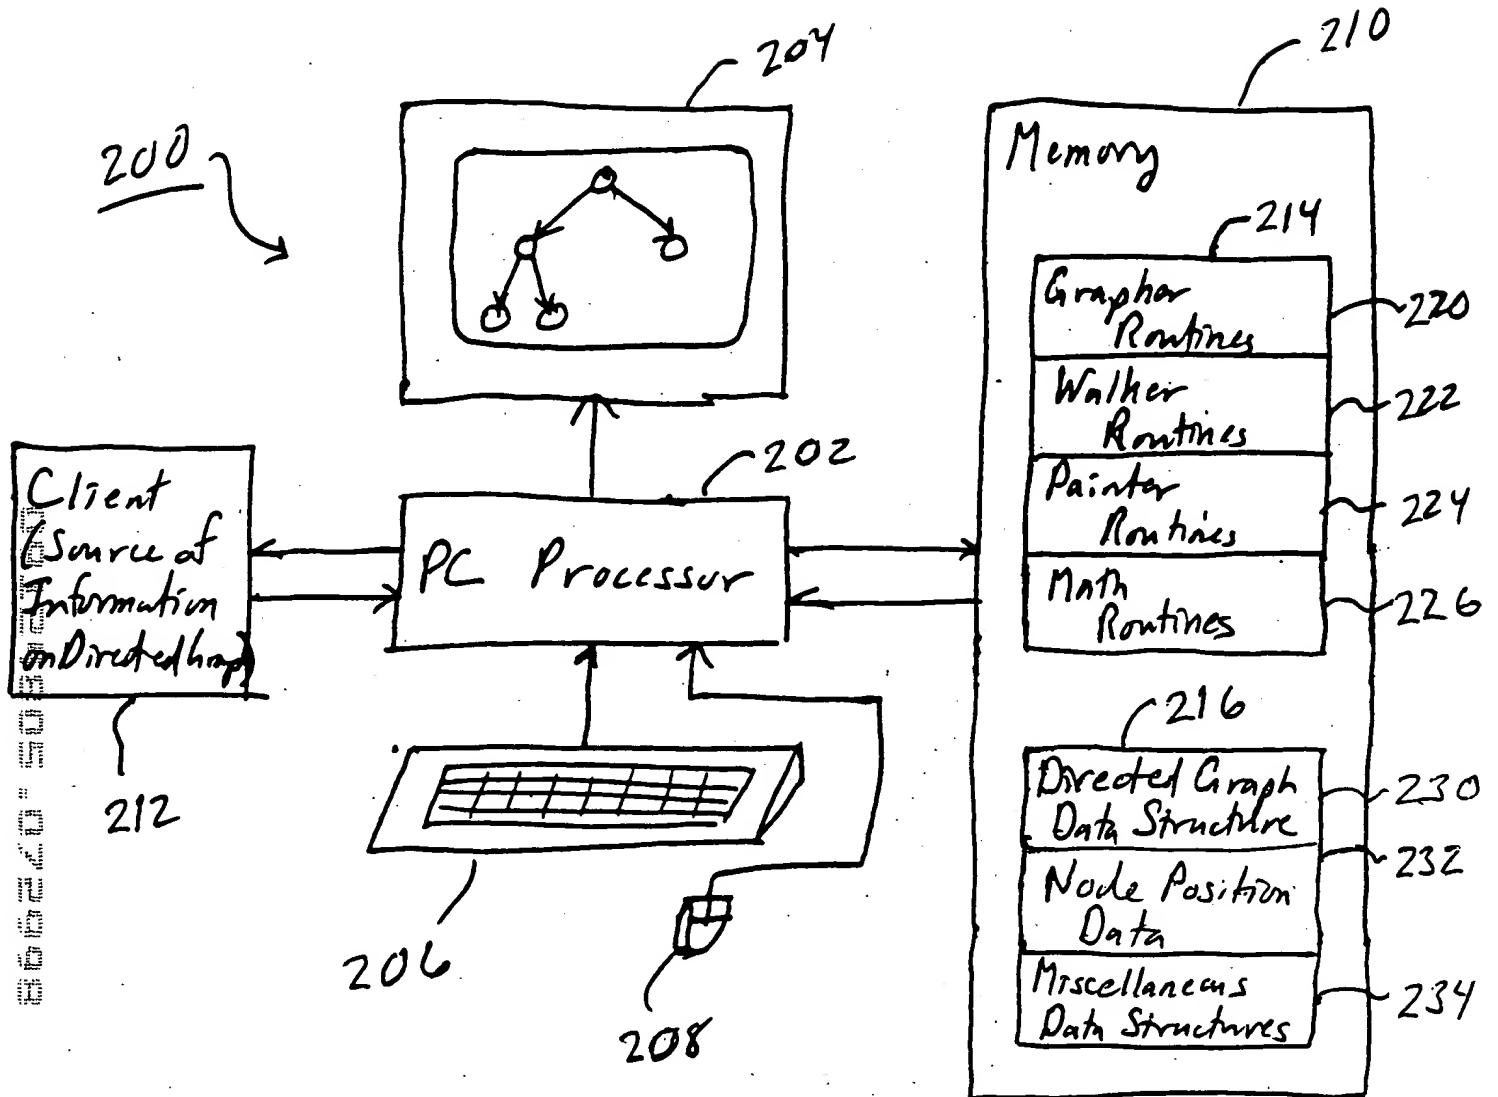 204
210
200
Memory
214
Grapher
Routines
220
Walker
Routines
222
Painter
Routines
224
Math
Routines
226
202
Client
(Source of
Information
on Directed Graph)
PC Processor
212
216
Directed Graph
Data Structure
230
232
Node Position
Data
Miscellaneous
Data Structures
234
206
208